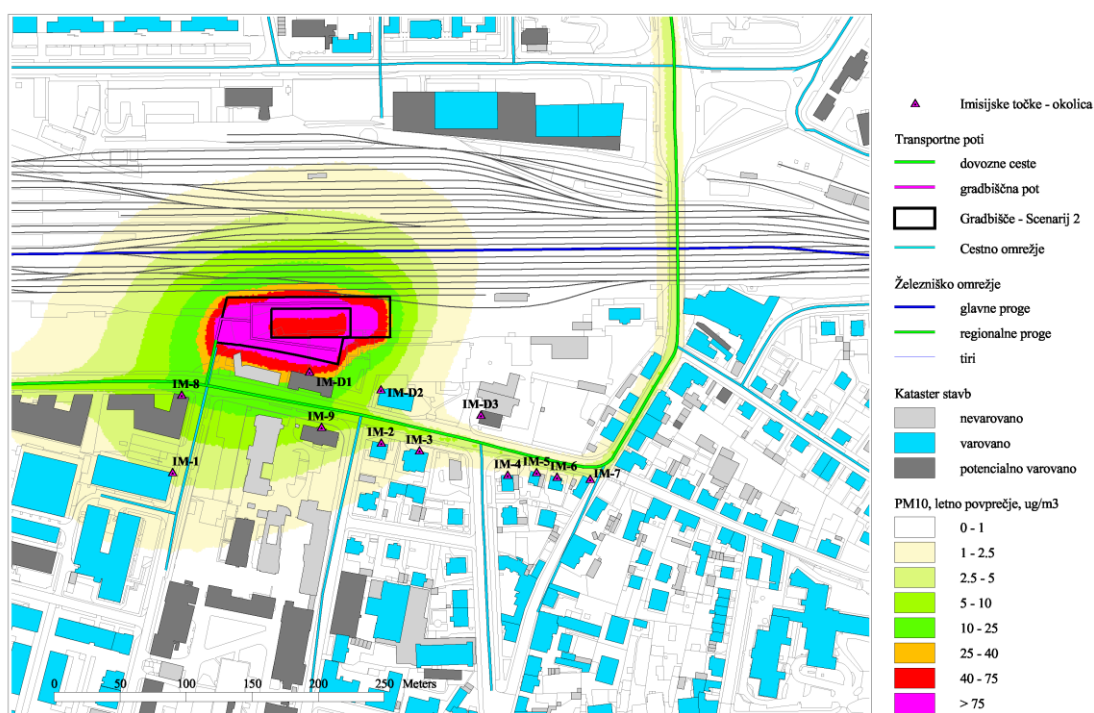 IM-8
IM-D1
IM-D2
IM-9
IM-D3
IM-2
IM-3
IM-1
IM-4
IM-5
IM-6
IM-7
0 50 100 150 200 250 Meters
Imisijske točke - okolica
Transportne poti
dovozne ceste
gradbiščna pot
Gradbišče - Scenarij 2
Cestno omrežje
Železniško omrežje
glavne proge
regionalne proge
tiri
Kataster stavb
nevarovano
varovano
potencialno varovano
PM10, letno povprečje, ug/m3
0 - 1
1 - 2.5
2.5 - 5
5 - 10
10 - 25
25 - 40
40 - 75
> 75